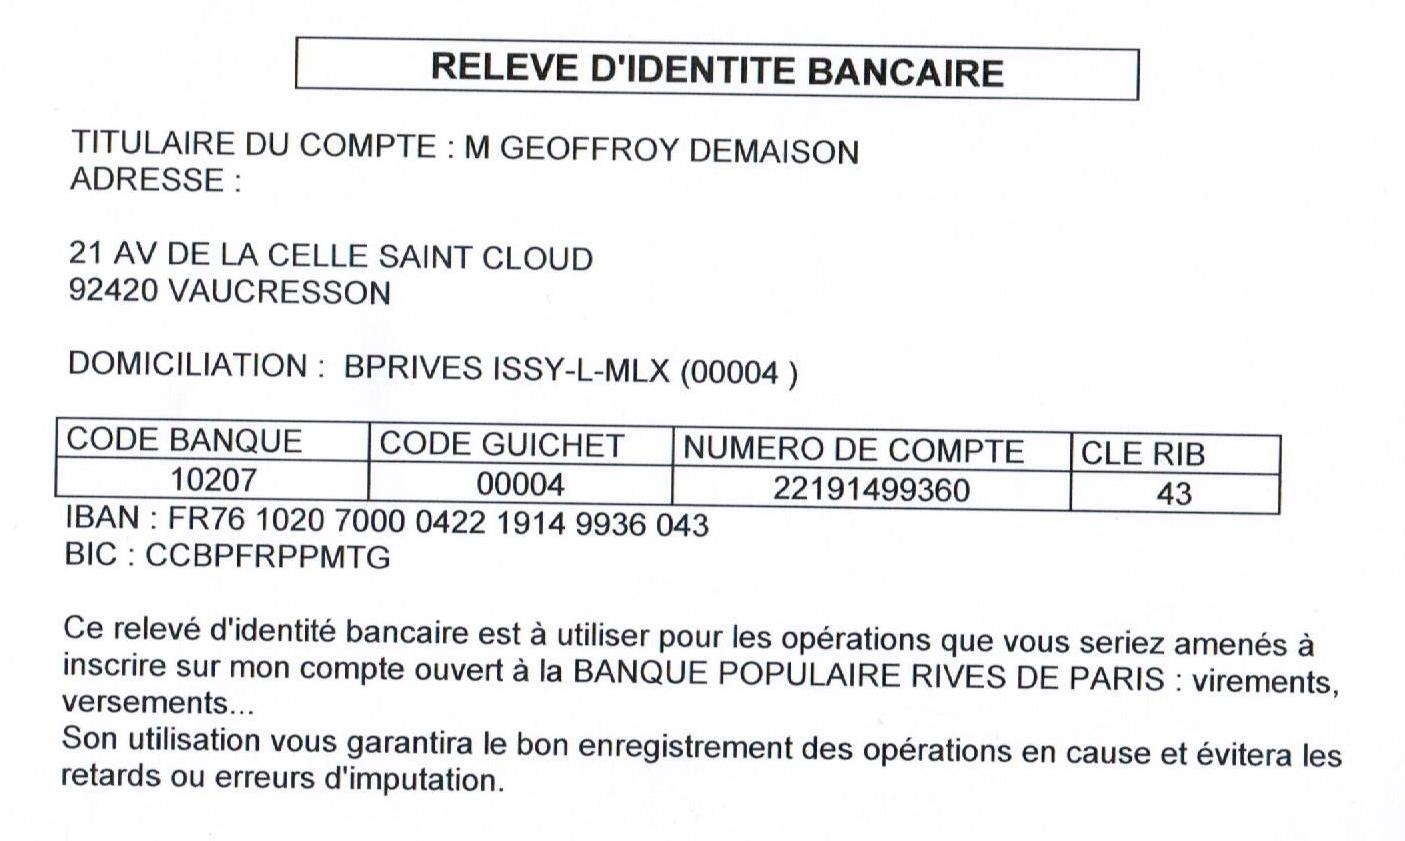 RELEVE D'IDENTITE BANCAIRE
TITULAIRE DU COMPTE : M GEOFFROY DEMAISON
ADRESSE :
21 AV DE LA CELLE SAINT CLOUD
92420 VAUCRESSON
DOMICILIATION : BPRIVES ISSY-L-MLX (00004 )
CODE BANQUE CODE GUICHET NUMERO DE COMPTE CLE RIB
10207 00004 22191499360 43
IBAN : FR76 1020 7000 0422 1914 9936 043
BIC : CCBPFRPPMTG
Ce relevé d'identité bancaire est à utiliser pour les opérations que vous seriez amenés à
inscrire sur mon compte ouvert à la BANQUE POPULAIRE RIVES DE PARIS : virements,
versements...
Son utilisation vous garantira le bon enregistrement des opérations en cause et évitera les
retards ou erreurs d'imputation.